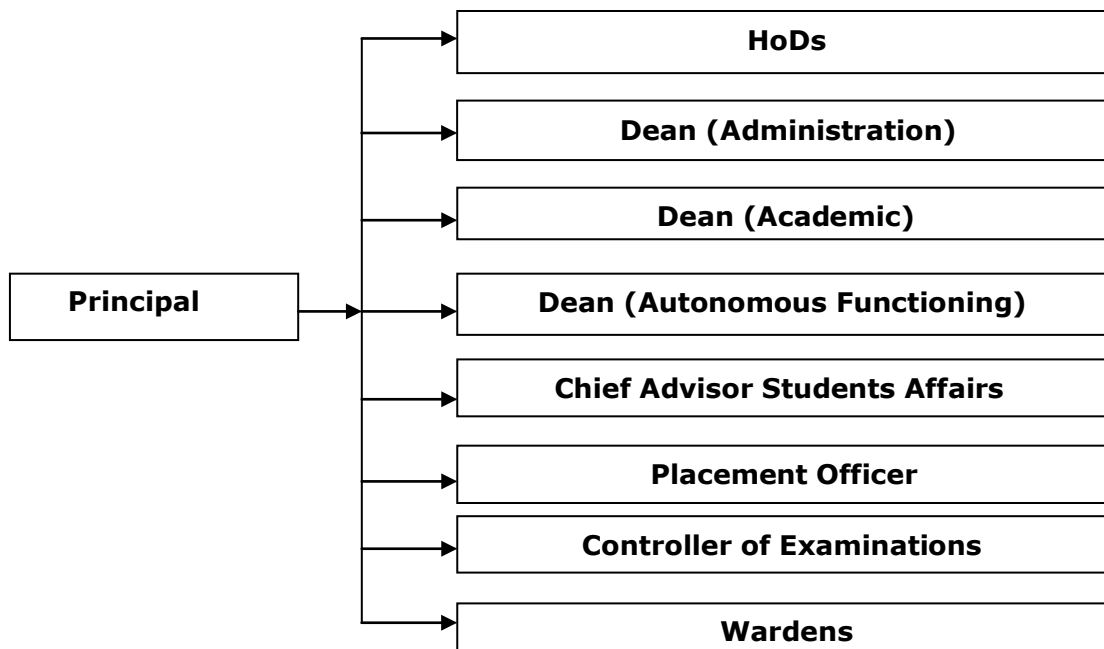 HoDs
Dean (Administration)
Dean (Academic)
Principal
Dean (Autonomous Functioning)
Chief Advisor Students Affairs
Placement Officer
Controller of Examinations
Wardens